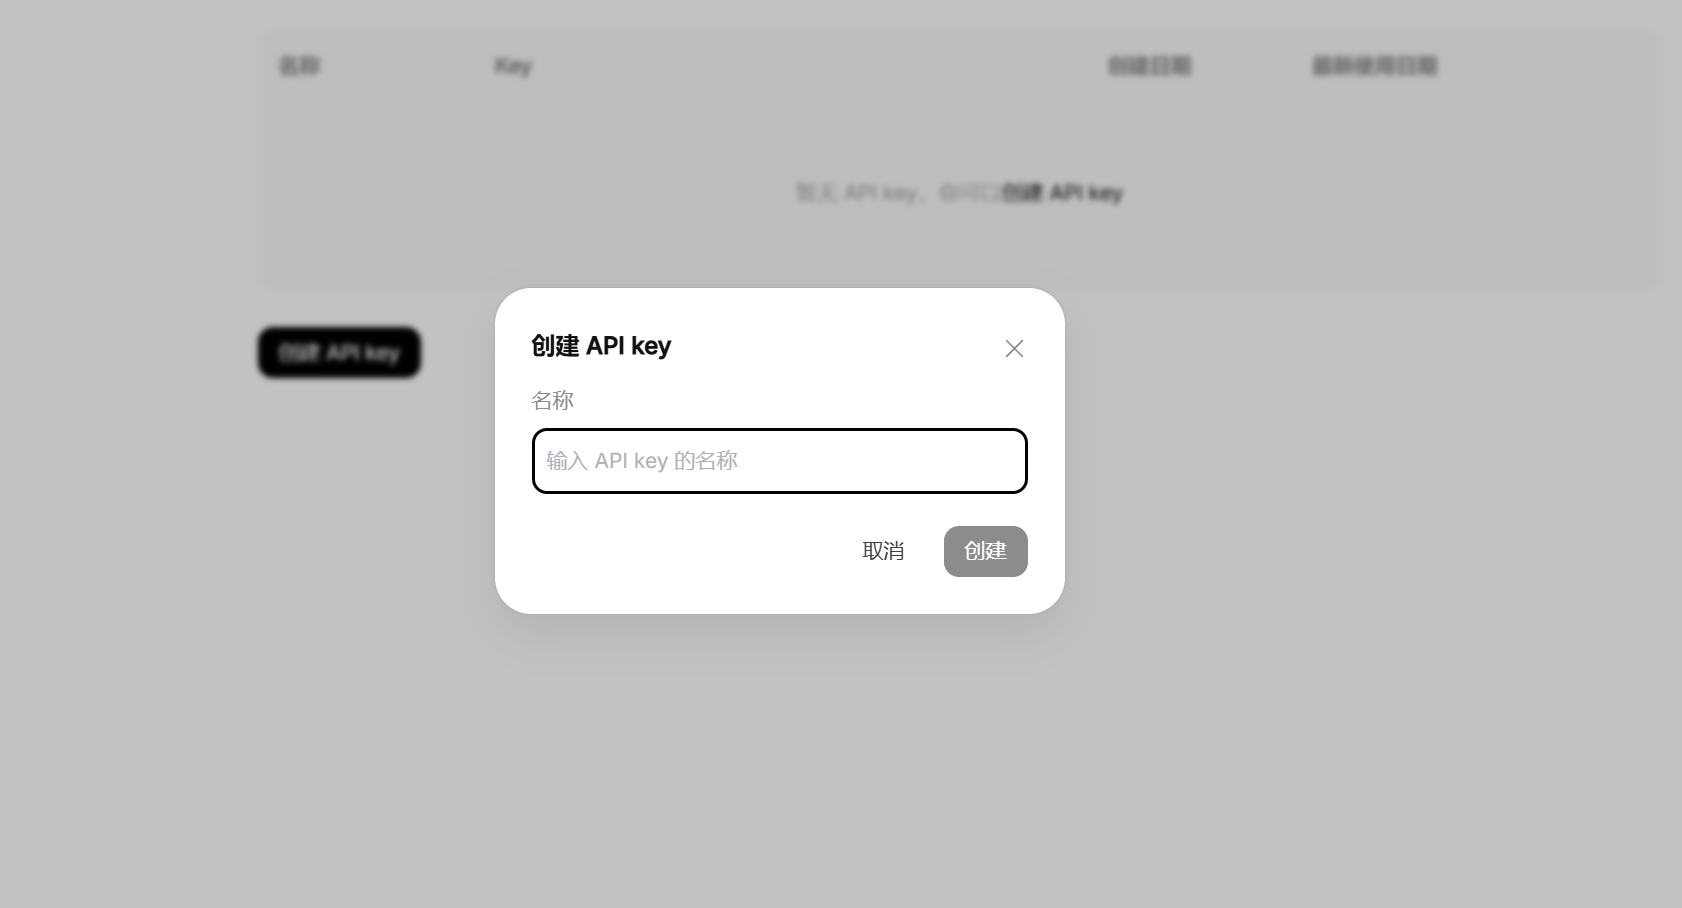 名称 Key 创建日期 最新使用日期
暂无 API key，你可以创建 API key
创建 API key
创建 API key
名称
输入 API key 的名称
取消 创建